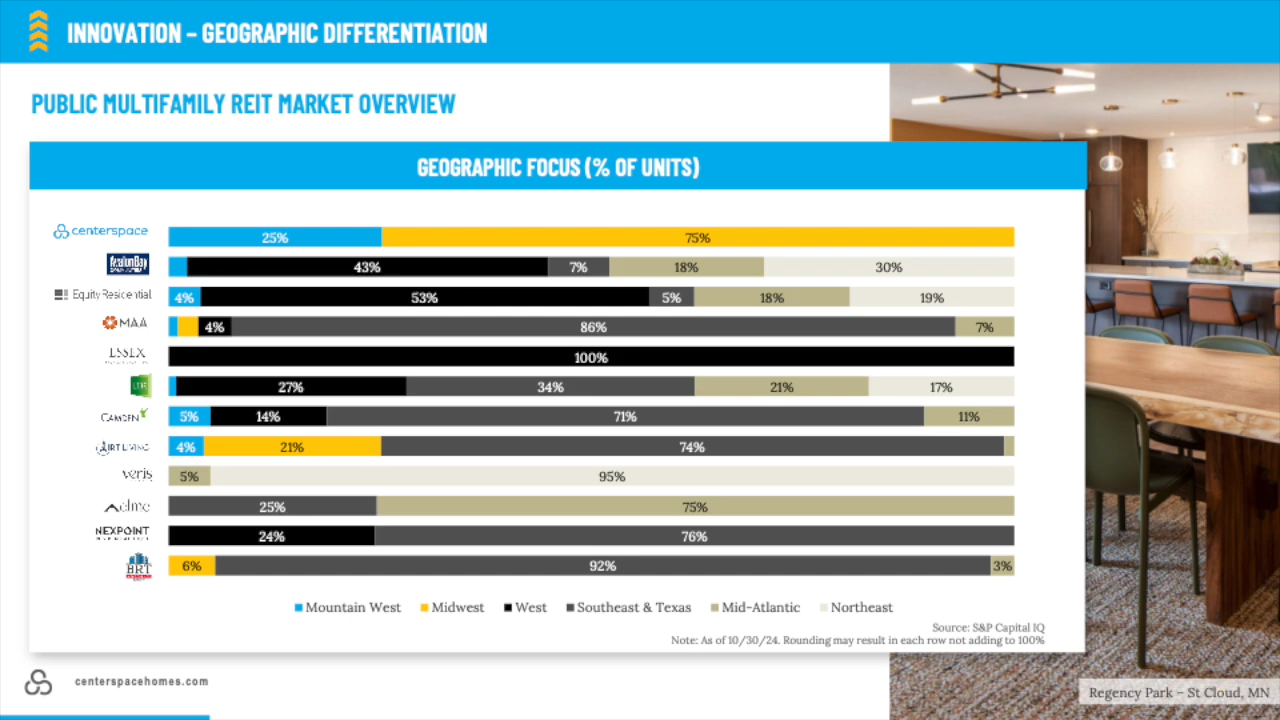 INNOVATION – GEOGRAPHIC DIFFERENTIATION
PUBLIC MULTIFAMILY REIT MARKET OVERVIEW
GEOGRAPHIC FOCUS (% OF UNITS)
centerspace 25% 75%
AvalonBay 43% 7% 18% 30%
Equity Residential 4% 53% 5% 18% 19%
MAA 4% 86% 7%
ESSEX 100%
UDR 27% 34% 21% 17%
CAMDEN 5% 14% 71% 11%
4% 21% 74%
veris 5% 95%
elme 25% 75%
NEXPOINT 24% 76%
BRT 6% 92% 3%
Mountain West Midwest West Southeast & Texas Mid-Atlantic Northeast
Source: S&P Capital IQ
Note: As of 10/30/24. Rounding may result in each row not adding to 100%
centerspacehomes.com
Regency Park – St Cloud, MN